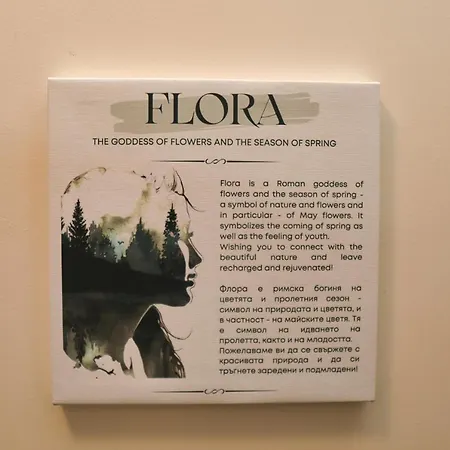 FLORA
THE GODDESS OF FLOWERS AND THE SEASON OF SPRING
Flora is a Roman goddess of
flowers and the season of spring -
a symbol of nature and flowers and
in particular - of May flowers. It
symbolizes the coming of spring as
well as the feeling of youth.
Wishing you to connect with the
beautiful nature and leave
recharged and rejuvenated!
Флора е римска богиня на
цветята и пролетния сезон -
символ на природата и цветята, и
в частност - на майските цветя. Тя
е символ на идването на
пролетта, както и на младостта.
Пожелаваме ви да се свържете с
красивата природа и да си
тръгнете заредени и подмладени!